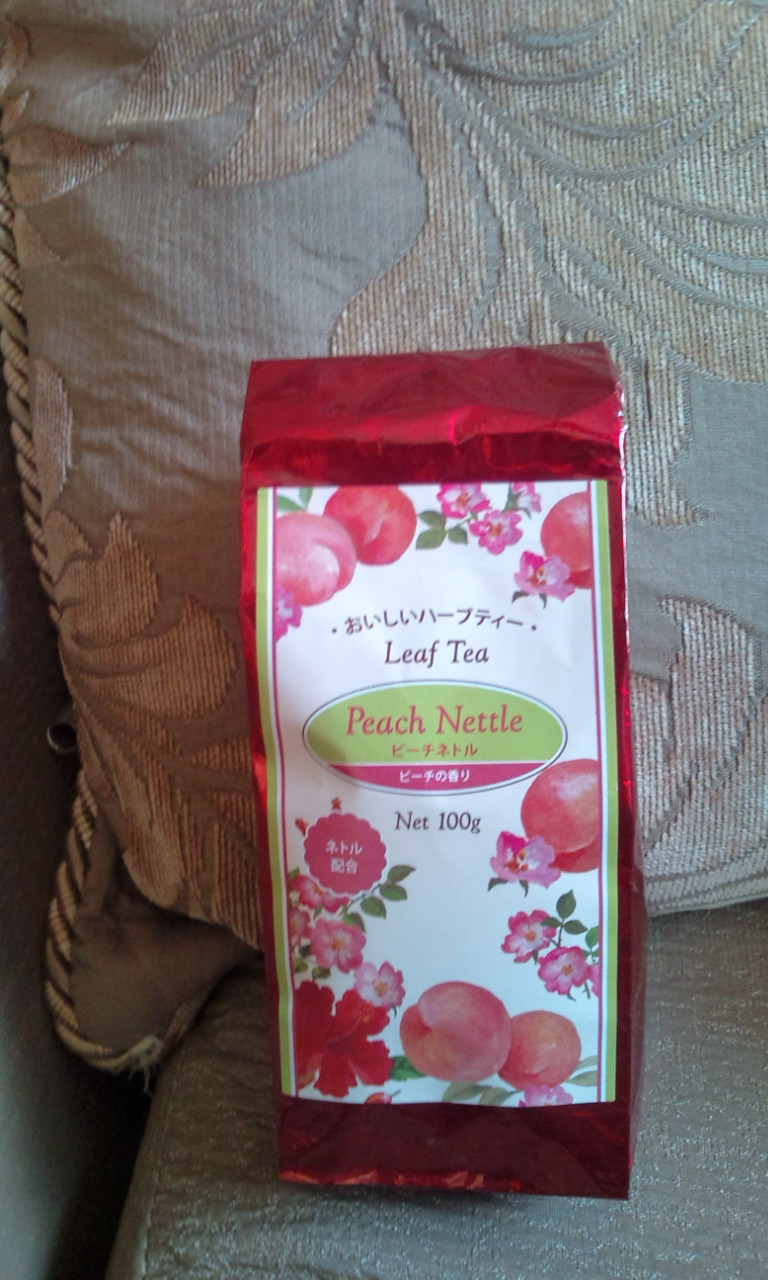 ・おいしいハーブティー・
Leaf Tea
Peach Nettle
ピーチネトル
ピーチの香り
Net 100g
ネトル
配合